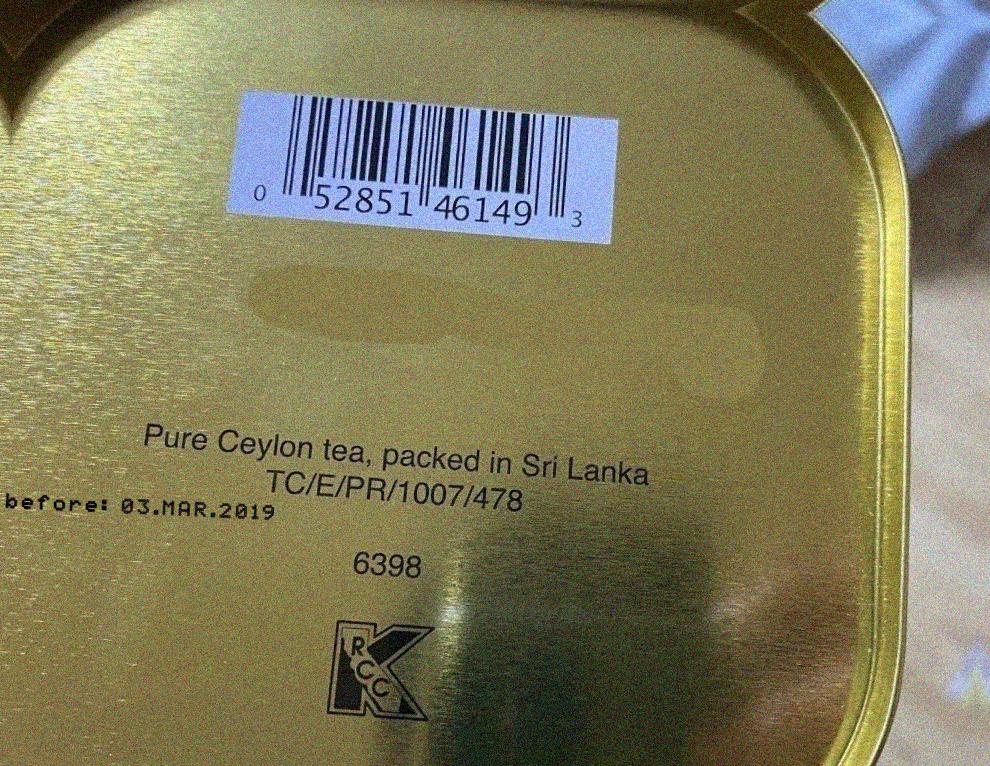 0 52851 46149 3
Pure Ceylon tea, packed in Sri Lanka
TC/E/PR/1007/478
before: 03.MAR.2019
6398
K
RCC